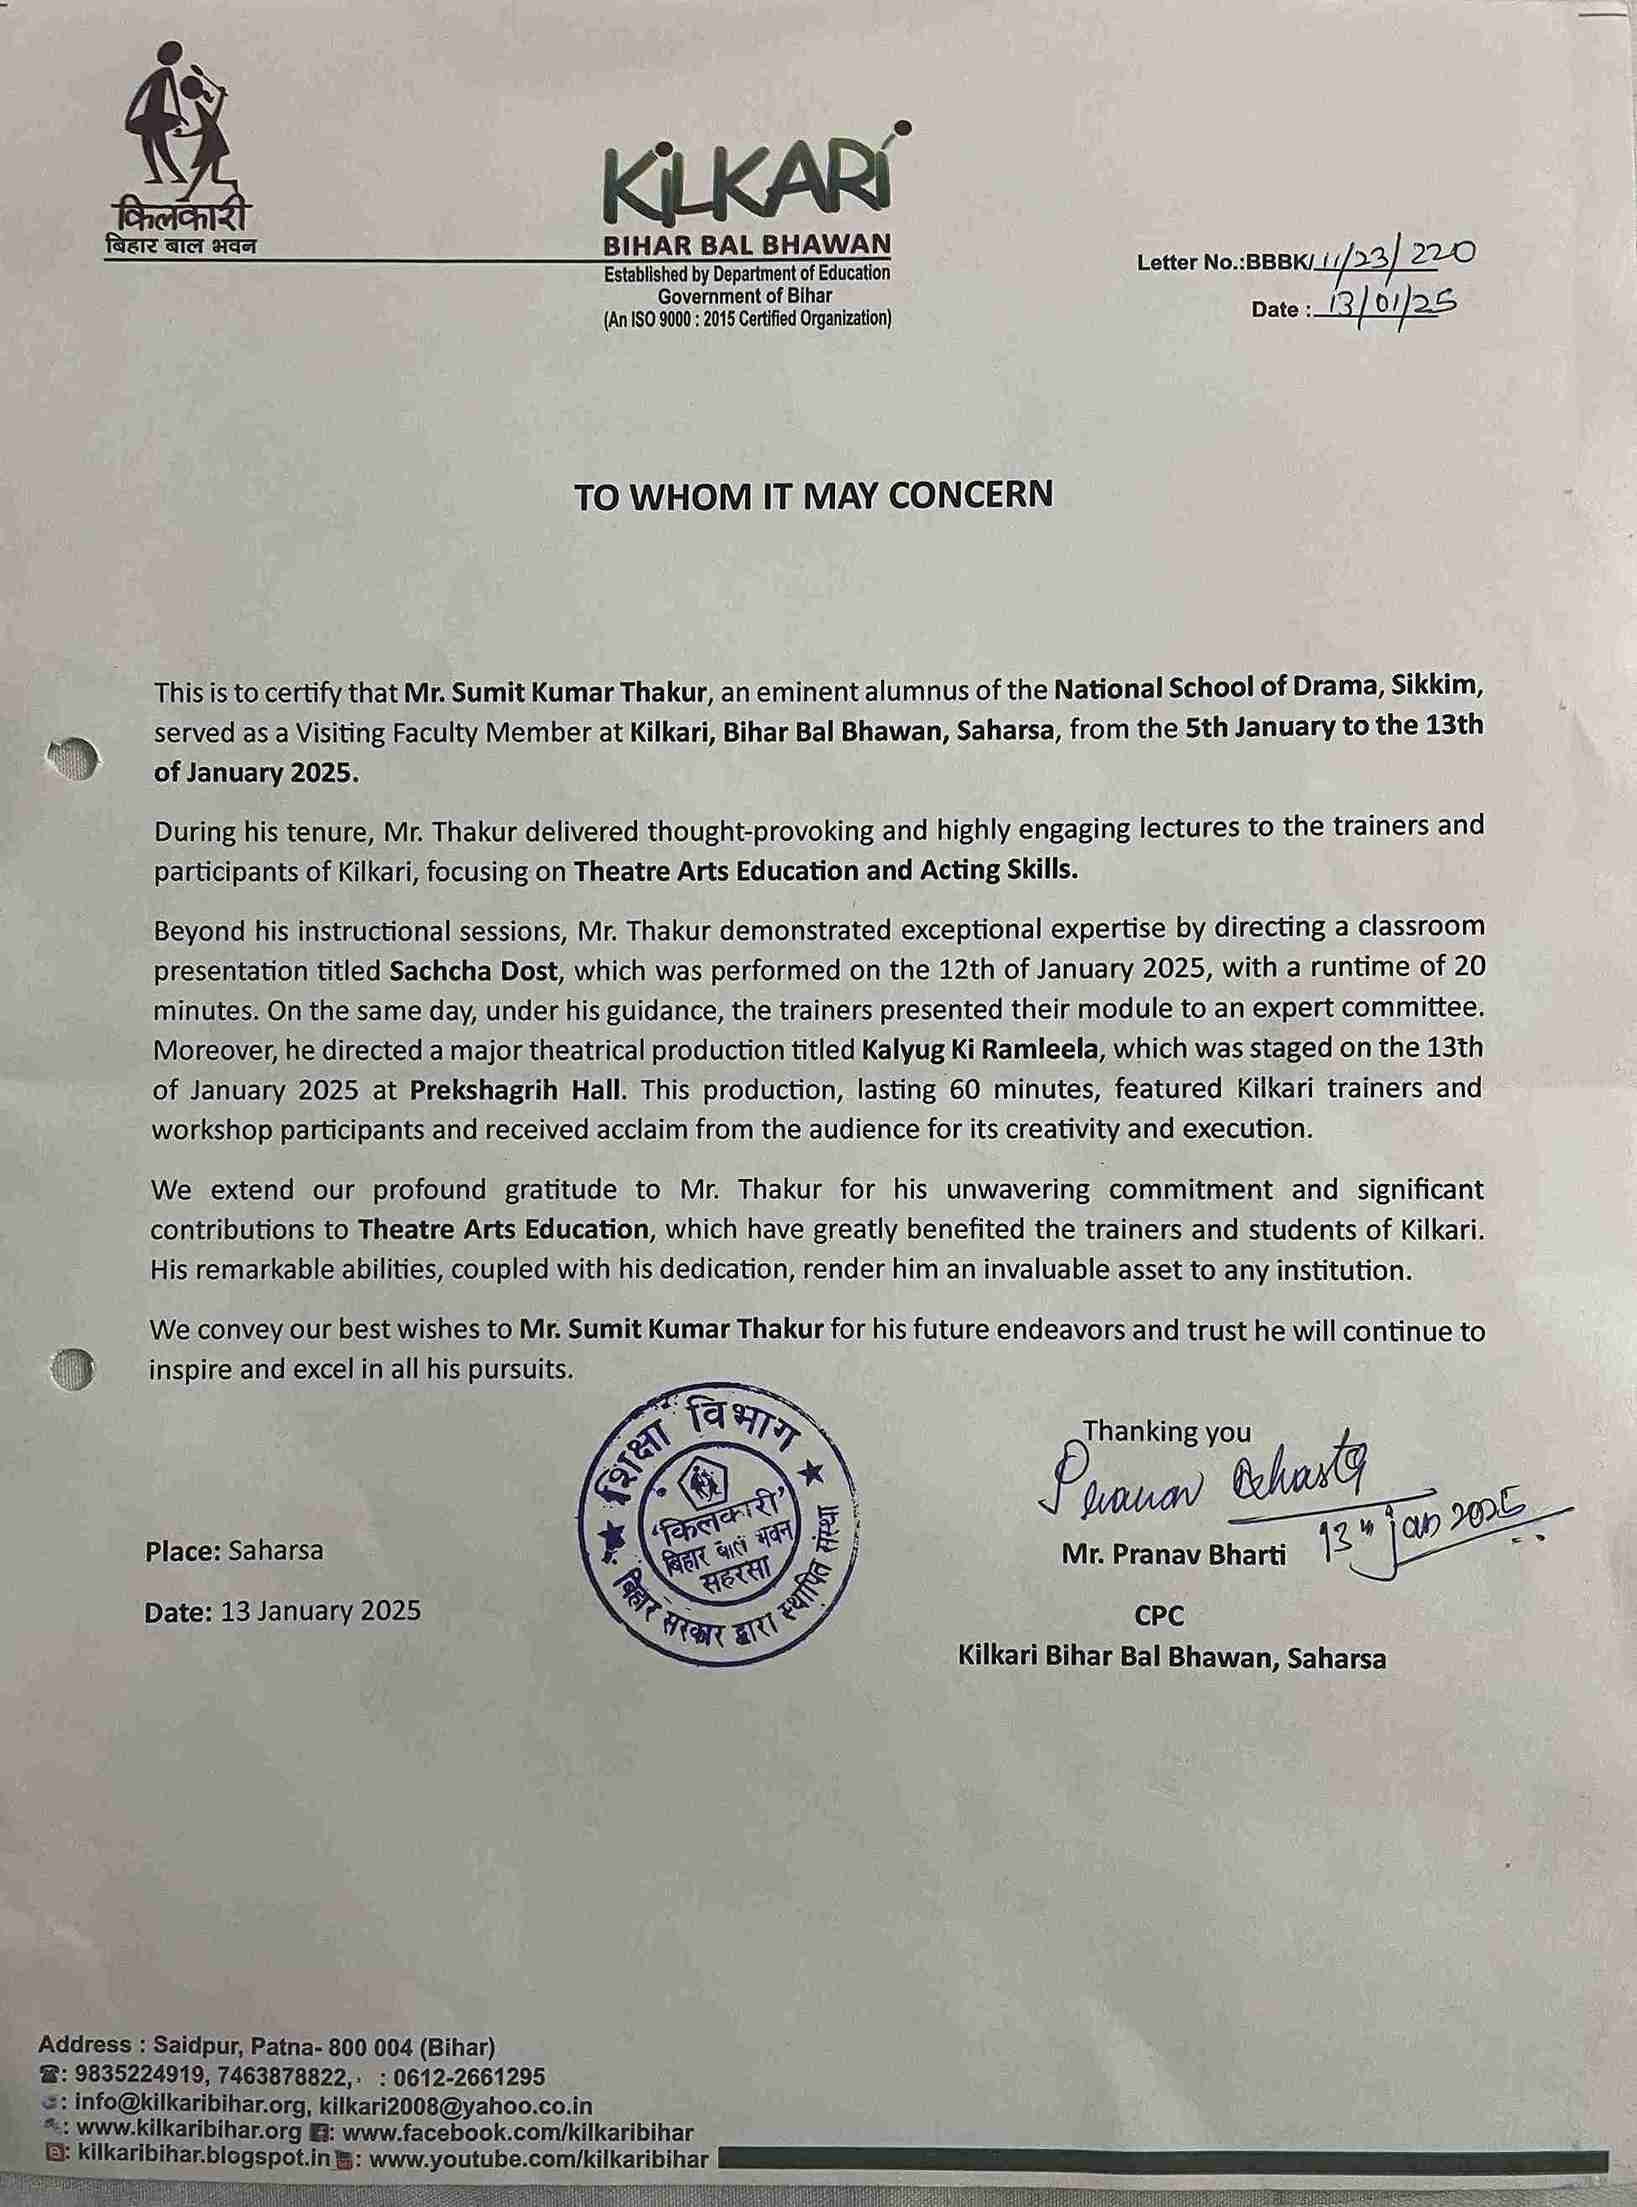 किलकारी
बिहार बाल भवन
KiLKARi
BIHAR BAL BHAWAN
Established by Department of Education
Government of Bihar
(An ISO 9000 : 2015 Certified Organization)
Letter No.:BBBK/11/23/220
Date : 13/01/25
TO WHOM IT MAY CONCERN
This is to certify that Mr. Sumit Kumar Thakur, an eminent alumnus of the National School of Drama, Sikkim,
served as a Visiting Faculty Member at Kilkari, Bihar Bal Bhawan, Saharsa, from the 5th January to the 13th
of January 2025.
During his tenure, Mr. Thakur delivered thought-provoking and highly engaging lectures to the trainers and
participants of Kilkari, focusing on Theatre Arts Education and Acting Skills.
Beyond his instructional sessions, Mr. Thakur demonstrated exceptional expertise by directing a classroom
presentation titled Sachcha Dost, which was performed on the 12th of January 2025, with a runtime of 20
minutes. On the same day, under his guidance, the trainers presented their module to an expert committee.
Moreover, he directed a major theatrical production titled Kalyug Ki Ramleela, which was staged on the 13th
of January 2025 at Prekshagrih Hall. This production, lasting 60 minutes, featured Kilkari trainers and
workshop participants and received acclaim from the audience for its creativity and execution.
We extend our profound gratitude to Mr. Thakur for his unwavering commitment and significant
contributions to Theatre Arts Education, which have greatly benefited the trainers and students of Kilkari.
His remarkable abilities, coupled with his dedication, render him an invaluable asset to any institution.
We convey our best wishes to Mr. Sumit Kumar Thakur for his future endeavors and trust he will continue to
inspire and excel in all his pursuits.
शिक्षा विभाग
'किलकारी'
बिहार बाल भवन
सहरसा
बिहार सरकार द्वारा स्थापित संस्था
Thanking you
13th Jan 2025
Mr. Pranav Bharti
CPC
Kilkari Bihar Bal Bhawan, Saharsa
Place: Saharsa
Date: 13 January 2025
Address : Saidpur, Patna- 800 004 (Bihar)
: 9835224919, 7463878822, : 0612-2661295
: info@kilkaribihar.org, kilkari2008@yahoo.co.in
: www.kilkaribihar.org : www.facebook.com/kilkaribihar
: kilkaribihar.blogspot.in : www.youtube.com/kilkaribihar